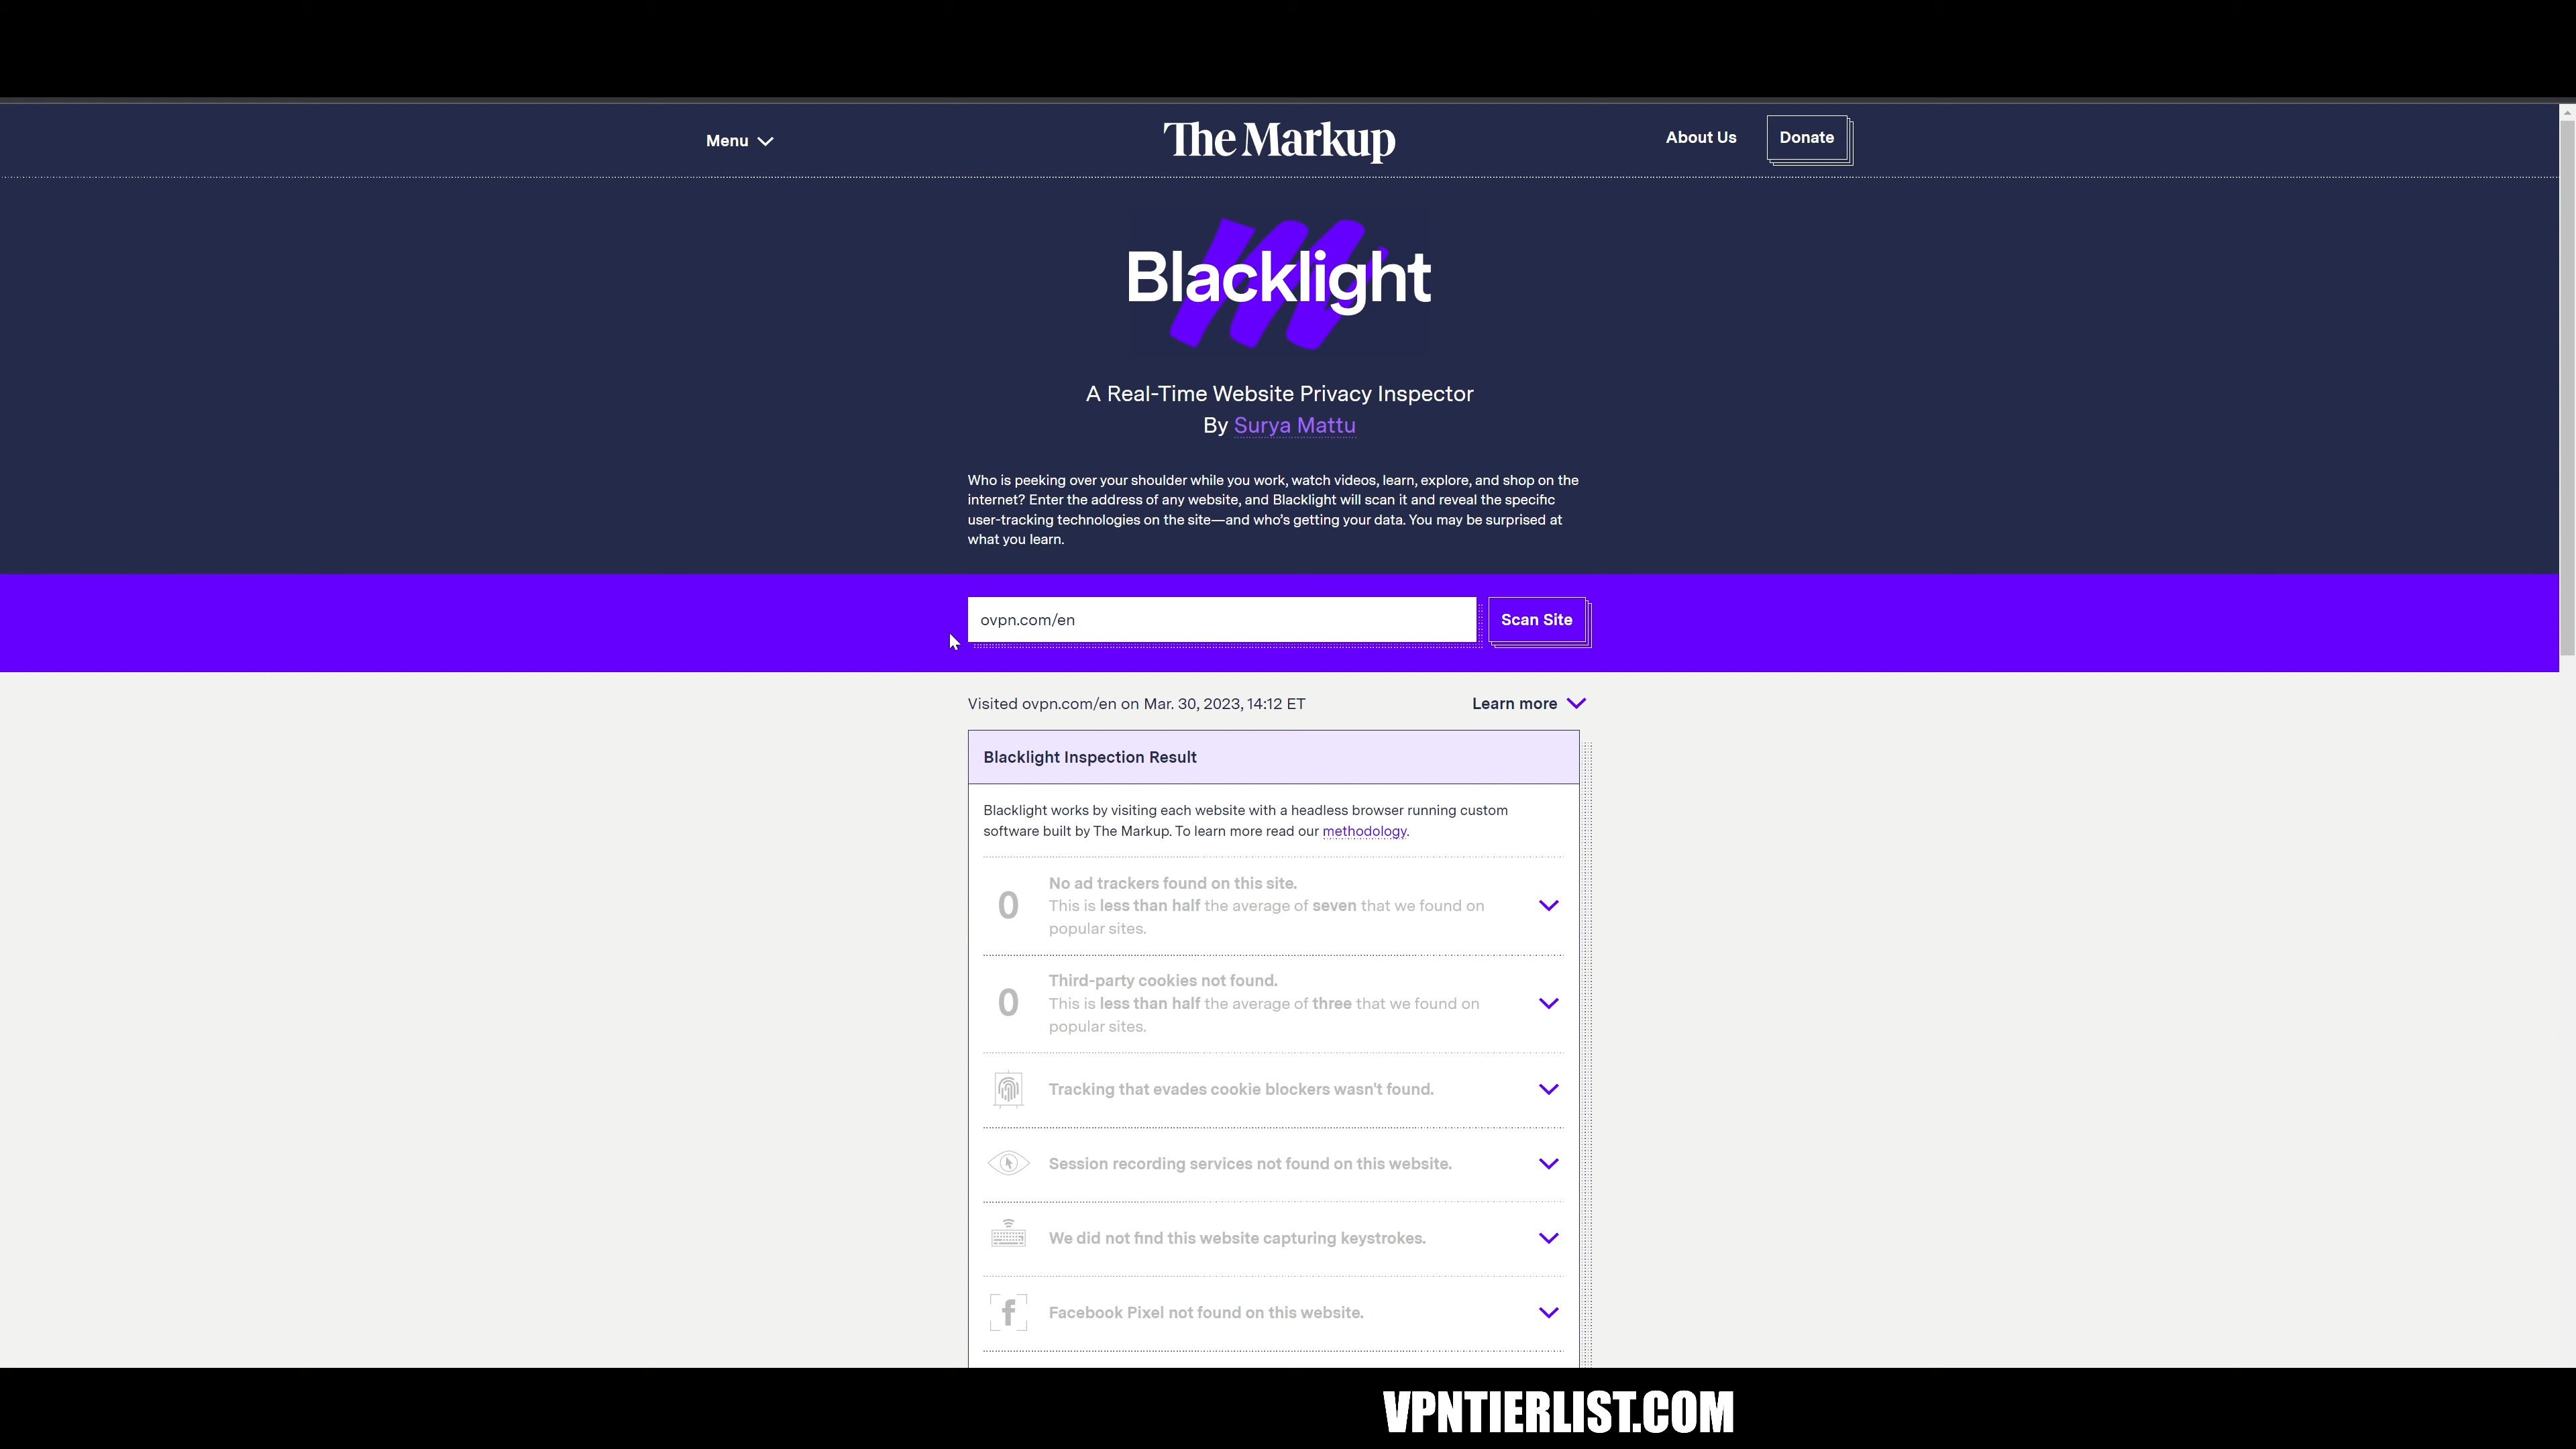 Menu
The Markup
About Us
Donate
Blacklight
A Real-Time Website Privacy Inspector
By Surya Mattu
Who is peeking over your shoulder while you work, watch videos, learn, explore, and shop on the
internet? Enter the address of any website, and Blacklight will scan it and reveal the specific
user-tracking technologies on the site—and who's getting your data. You may be surprised at
what you learn.
ovpn.com/en
Scan Site
Visited ovpn.com/en on Mar. 30, 2023, 14:12 ET
Learn more
Blacklight Inspection Result
Blacklight works by visiting each website with a headless browser running custom
software built by The Markup. To learn more read our methodology.
0
No ad trackers found on this site.
This is less than half the average of seven that we found on
popular sites.
0
Third-party cookies not found.
This is less than half the average of three that we found on
popular sites.
Tracking that evades cookie blockers wasn't found.
Session recording services not found on this website.
We did not find this website capturing keystrokes.
f
Facebook Pixel not found on this website.
VPNTIERLIST.COM